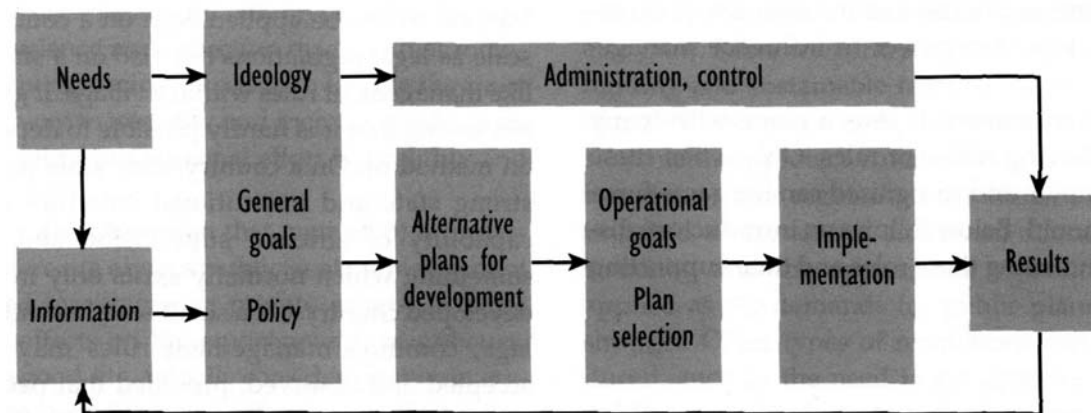 Needs
Ideology
Administration, control
General
goals
Policy
Alternative
plans for
development
Operational
goals
Plan
selection
Imple-
mentation
Results
Information